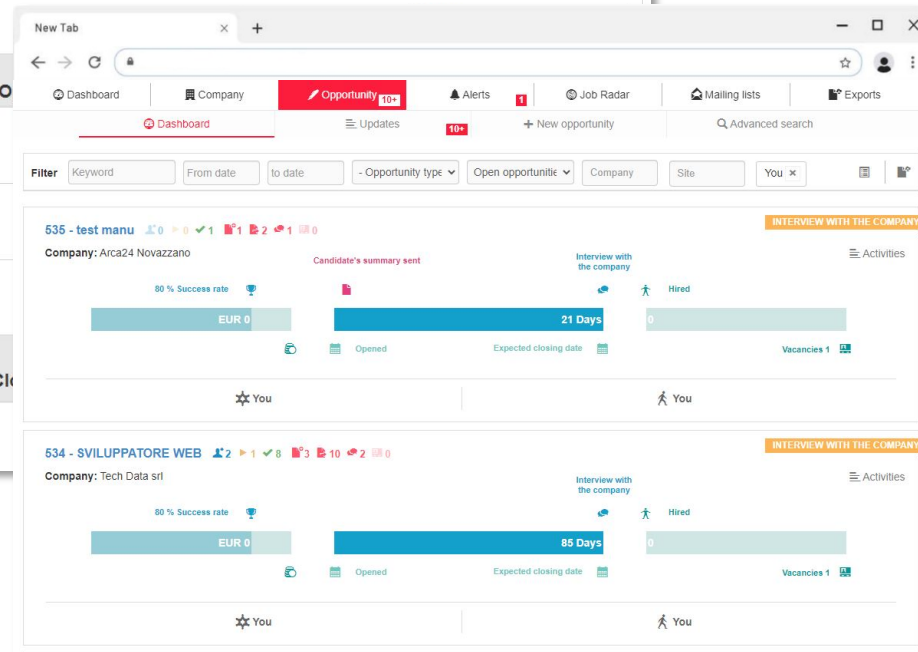 New Tab
Dashboard Company Opportunity 10+ Alerts 1 Job Radar Mailing lists Exports
Dashboard Updates 10+ New opportunity Advanced search
Filter Keyword From date to date - Opportunity type Open opportunitie Company Site You ×
INTERVIEW WITH THE COMPANY
535 - test manu 0 0 1 1 2 1 0
Company: Arca24 Novazzano
Activities
Candidate's summary sent
Interview with
the company
80 % Success rate
Hired
EUR 0 21 Days 0
Opened Expected closing date Vacancies 1
You You
INTERVIEW WITH THE COMPANY
534 - SVILUPPATORE WEB 2 1 8 3 10 2 0
Company: Tech Data srl
Activities
Interview with
the company
80 % Success rate
Hired
EUR 0 85 Days 0
Opened Expected closing date Vacancies 1
You You